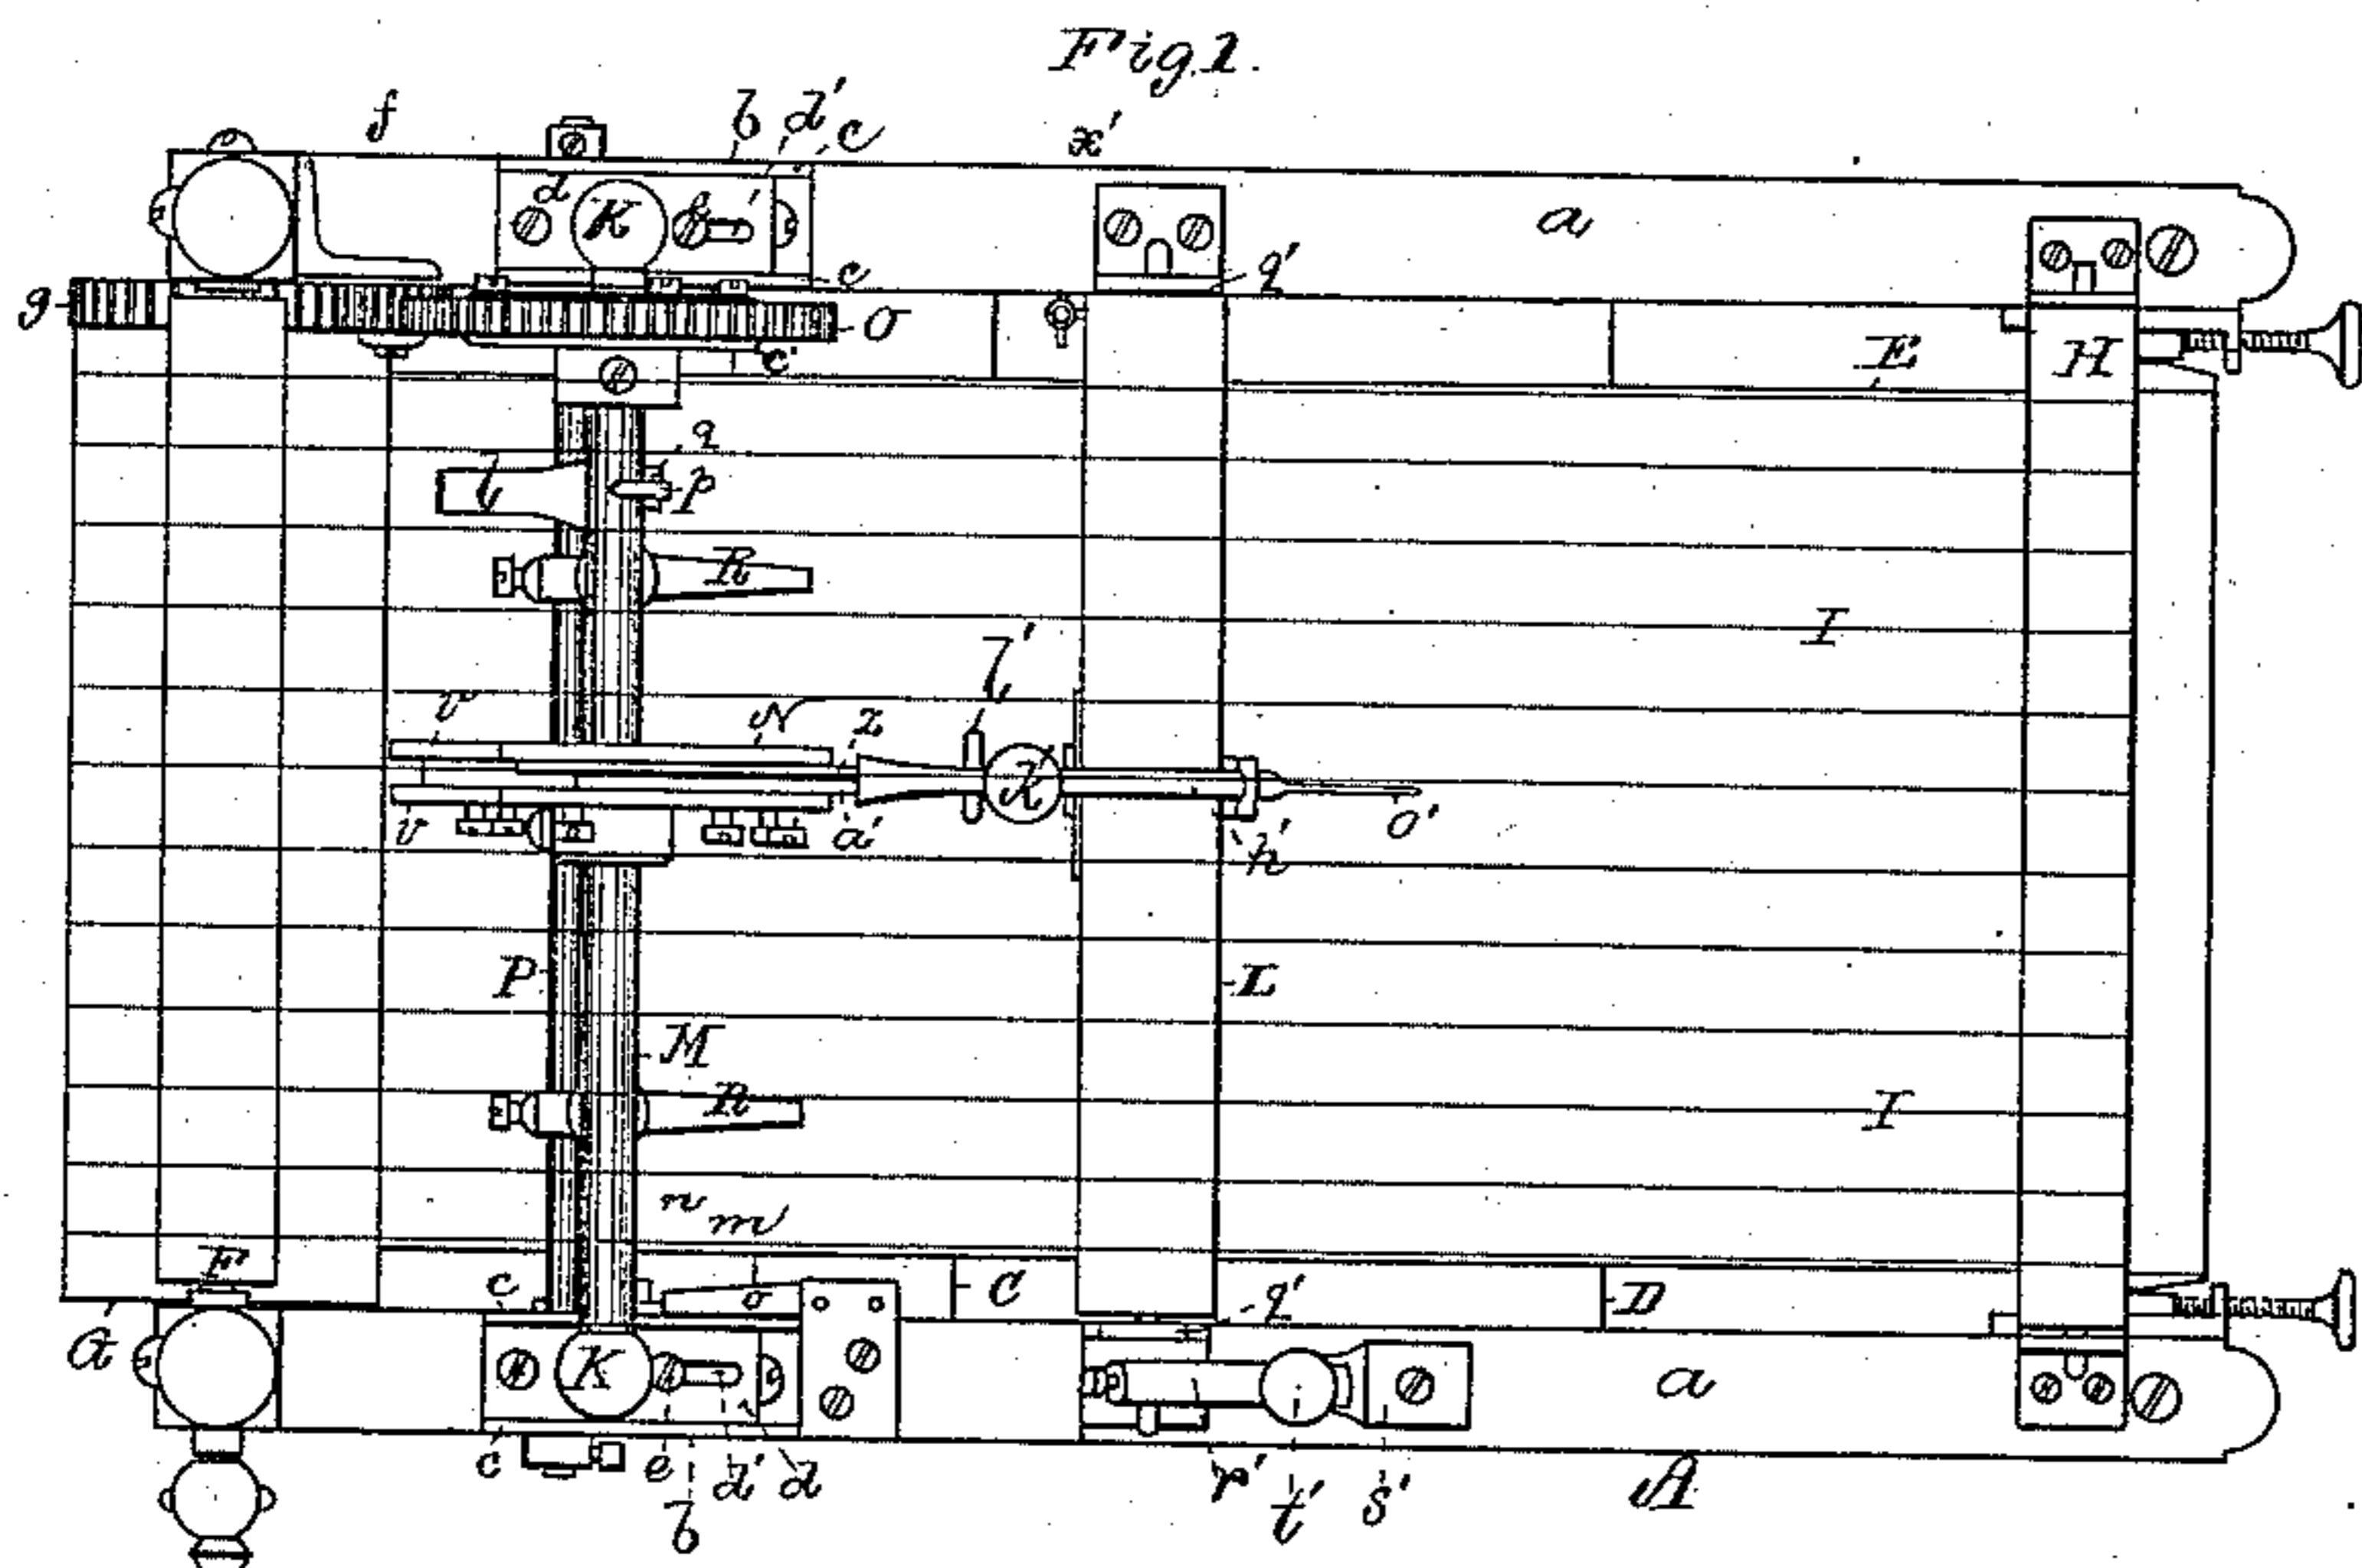 Fig. 1.
f
b d' c
x'
d K e
a
q'
c
g
O
E
H
c'
q
p
R
I
l'
v
N z
K'
v
a'
h'
o'
P
L
M
R
I
n m
F
c
o
C
q'
D
G
K
a
c
e d' d
b
r' t' s'
A